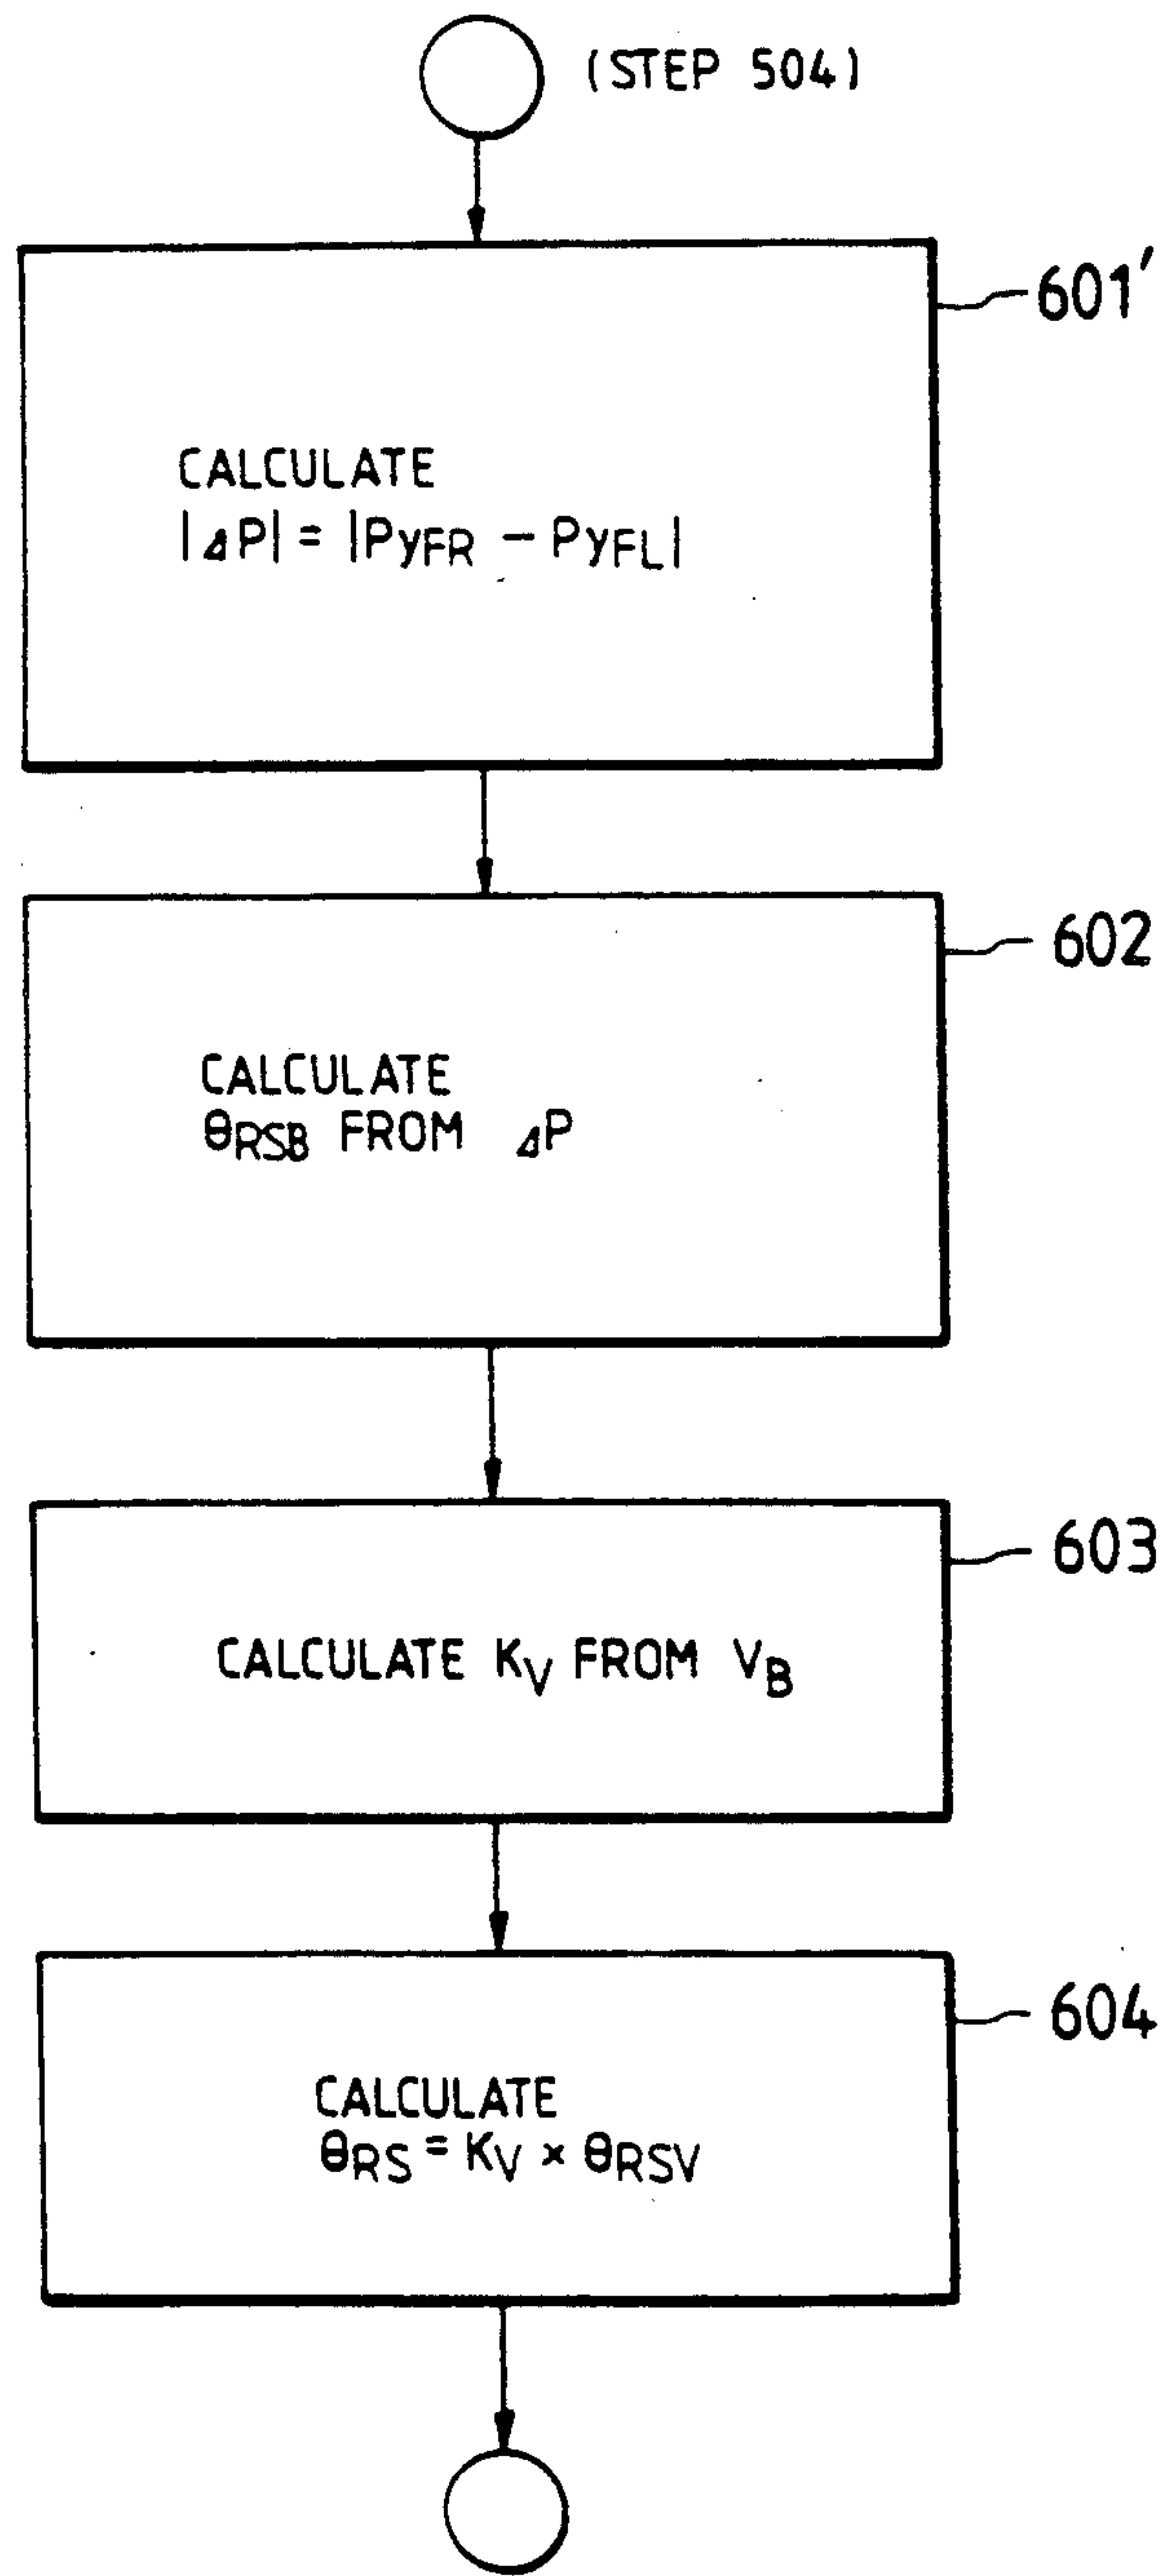 (STEP 504)
601'
CALCULATE
|ΔP| = |PyFR - PyFL|
602
CALCULATE
θRSB FROM ΔP
603
CALCULATE KV FROM VB
604
CALCULATE
θRS = KV × θRSV